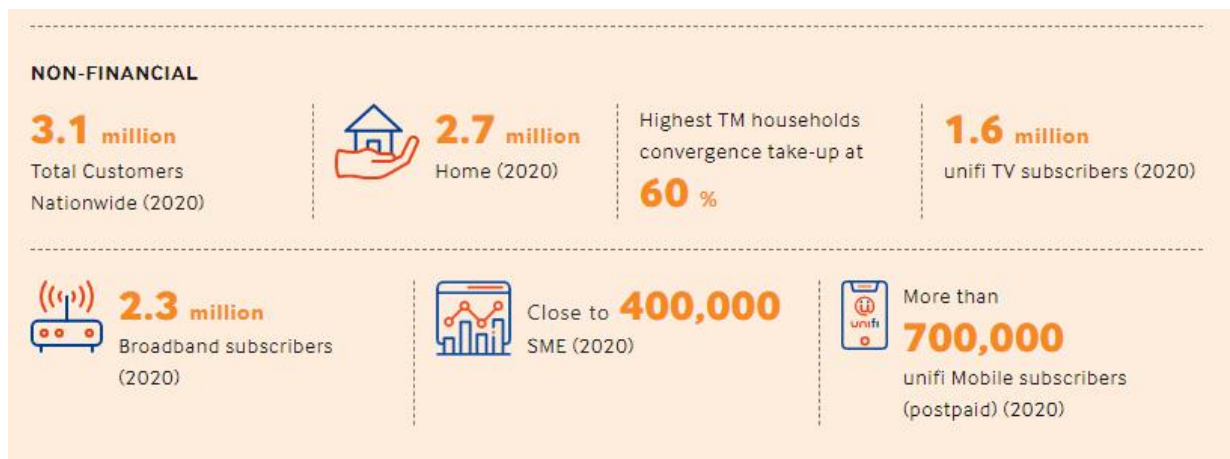 NON-FINANCIAL
3.1 million
Total Customers
Nationwide (2020)
2.7 million
Home (2020)
Highest TM households
convergence take-up at
60 %
1.6 million
unifi TV subscribers (2020)
2.3 million
Broadband subscribers
(2020)
Close to 400,000
SME (2020)
unifi
More than
700,000
unifi Mobile subscribers
(postpaid) (2020)